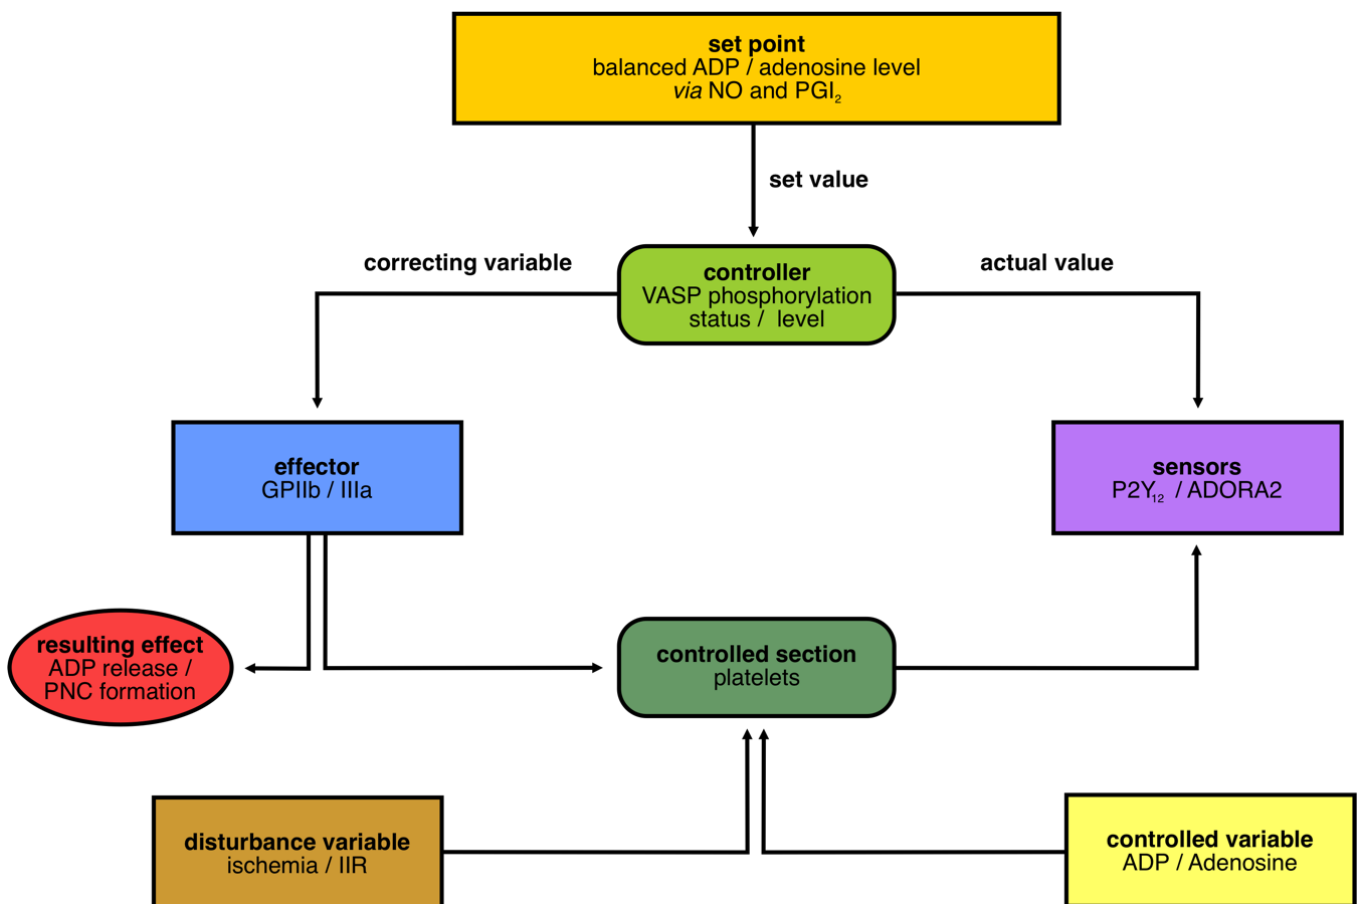 set point
balanced ADP / adenosine level
via NO and PGI₂
set value
correcting variable
controller
VASP phosphorylation
status / level
actual value
effector
GPIIb / IIIa
sensors
P2Y₁₂ / ADORA2
resulting effect
ADP release /
PNC formation
controlled section
platelets
disturbance variable
ischemia / IIR
controlled variable
ADP / Adenosine